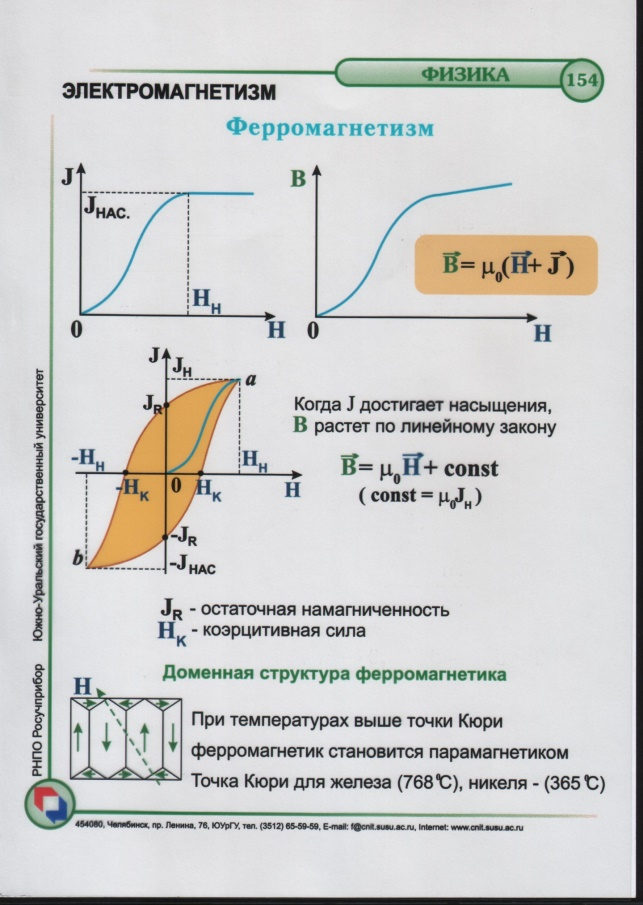 ФИЗИКА
154
ЭЛЕКТРОМАГНЕТИЗМ
Ферромагнетизм
J
Jнас.
Hн
0
H
B
0
H
B = μ₀(H + J)
J
Jн
a
JR
-Hн
Hн
-Hк
0
Hк
H
-JR
b
-Jнас
Когда J достигает насыщения,
B растет по линейному закону
B = μ₀H + const
( const = μ₀Jн )
JR - остаточная намагниченность
Hк - коэрцитивная сила
Доменная структура ферромагнетика
H
При температурах выше точки Кюри
ферромагнетик становится парамагнетиком
Точка Кюри для железа (768°C), никеля - (365°C)
РНПО Росучприбор Южно-Уральский государственный университет
454080, Челябинск, пр. Ленина, 76, ЮУрГУ, тел. (3512) 65-59-59, E-mail: f@cnit.susu.ac.ru, Internet: www.cnit.susu.ac.ru